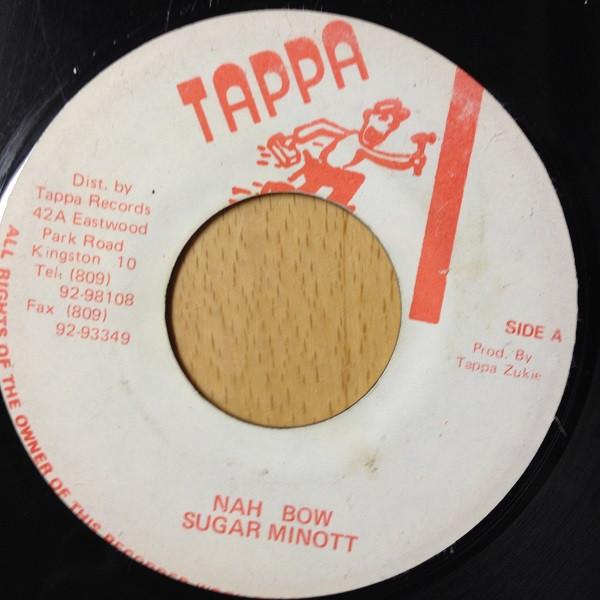 TAPPA
Dist. by
Tappa Records
42A Eastwood
Park Road
Kingston 10
Tel: (809)
92-98108
Fax (809)
92-93349
SIDE A
Prod. By
Tappa Zukie
NAH BOW
SUGAR MINOTT
ALL RIGHTS OF THE OWNER OF THIS RECORDED